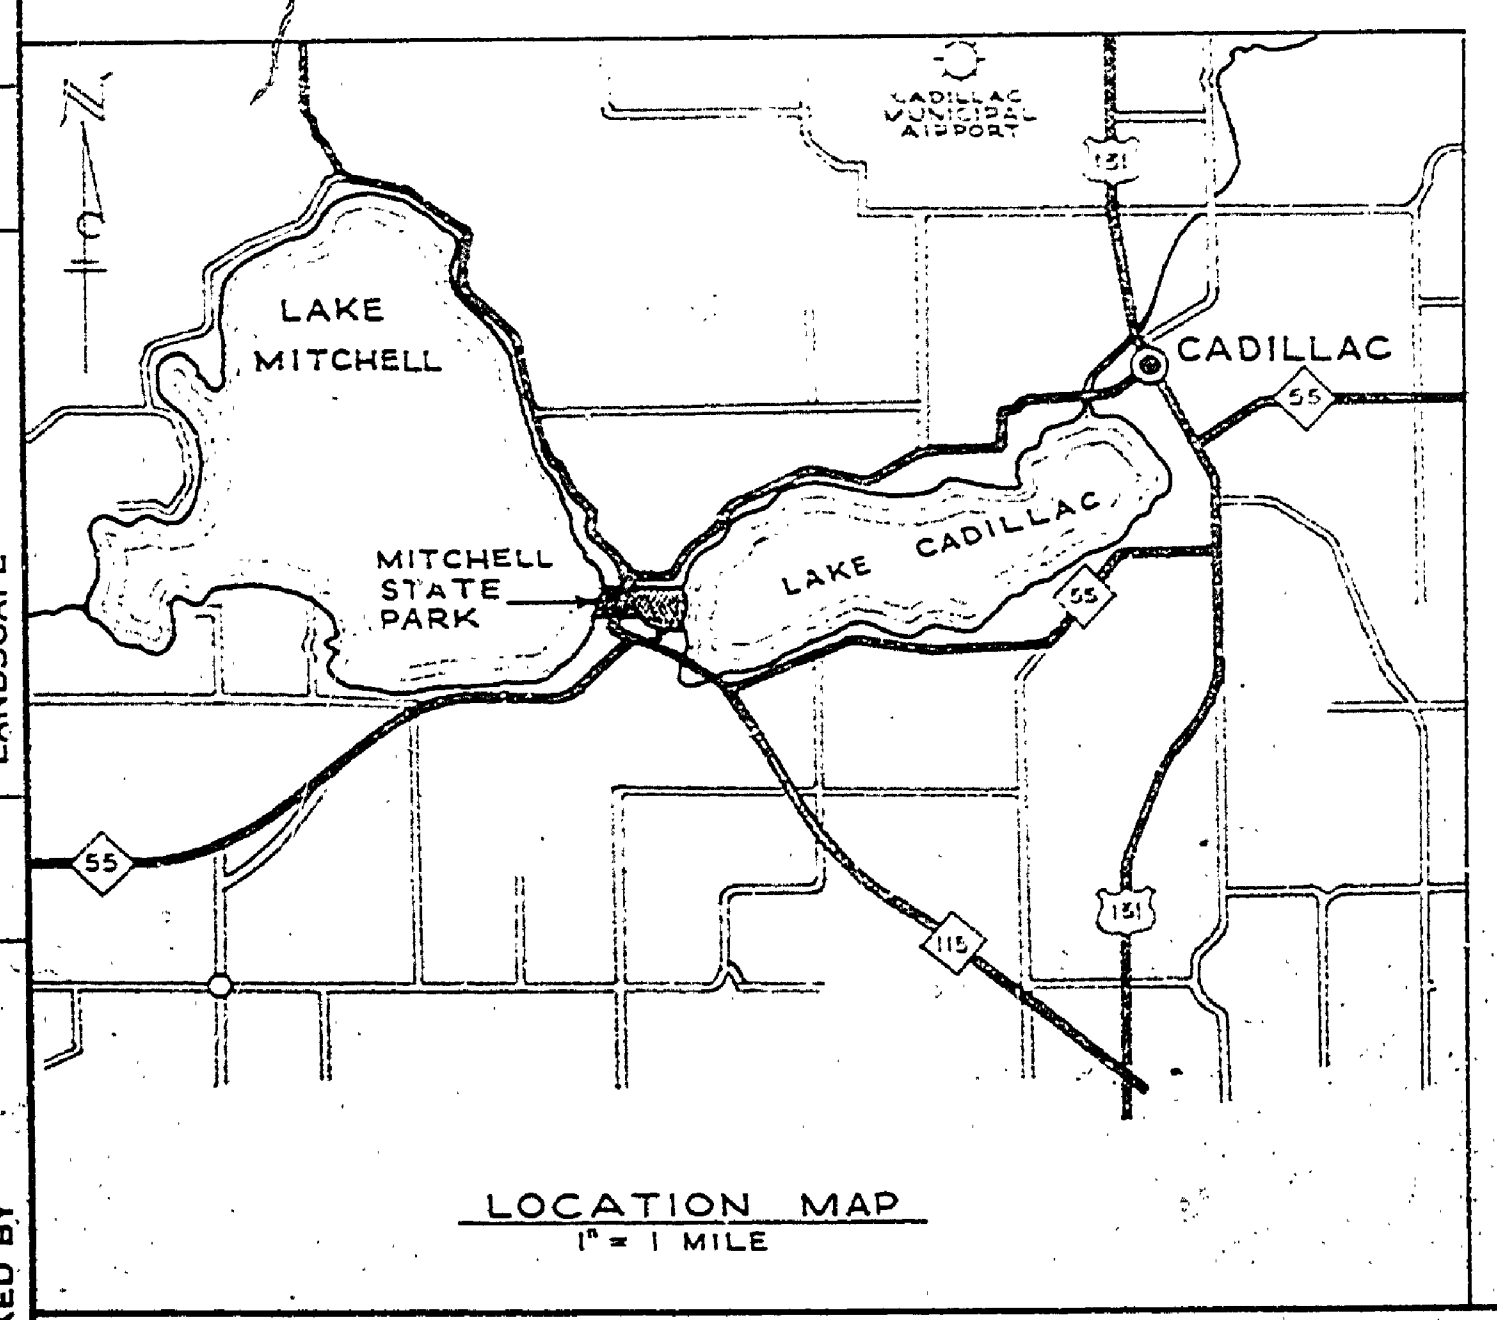 N
CADILLAC
MUNICIPAL
AIRPORT
131
LAKE
MITCHELL
CADILLAC
55
MITCHELL
STATE
PARK
LAKE CADILLAC
55
55
115
131
LOCATION MAP
1" = 1 MILE